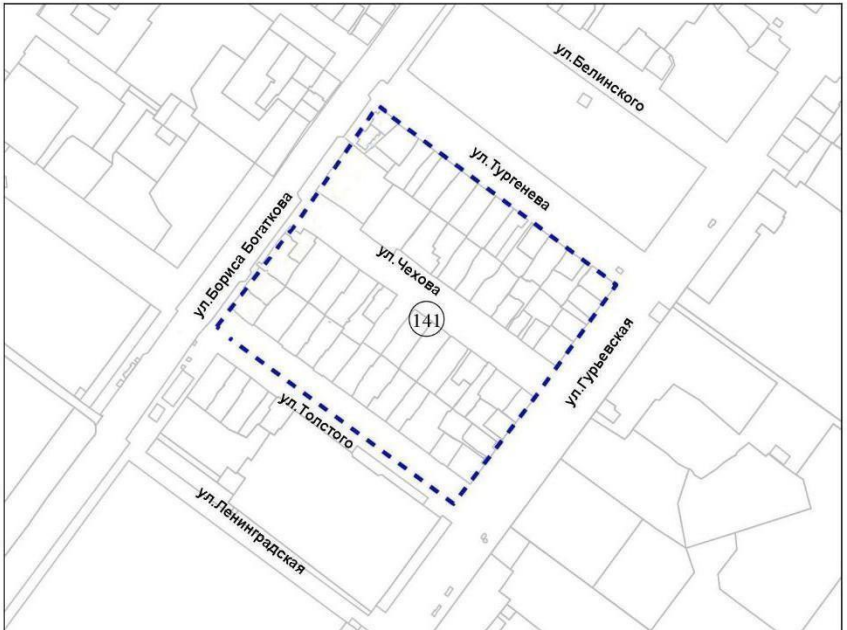 ул.Белинского
ул.Тургенева
ул.Бориса Богаткова
ул.Чехова
141
ул.Гурьевская
ул.Толстого
ул.Ленинградская